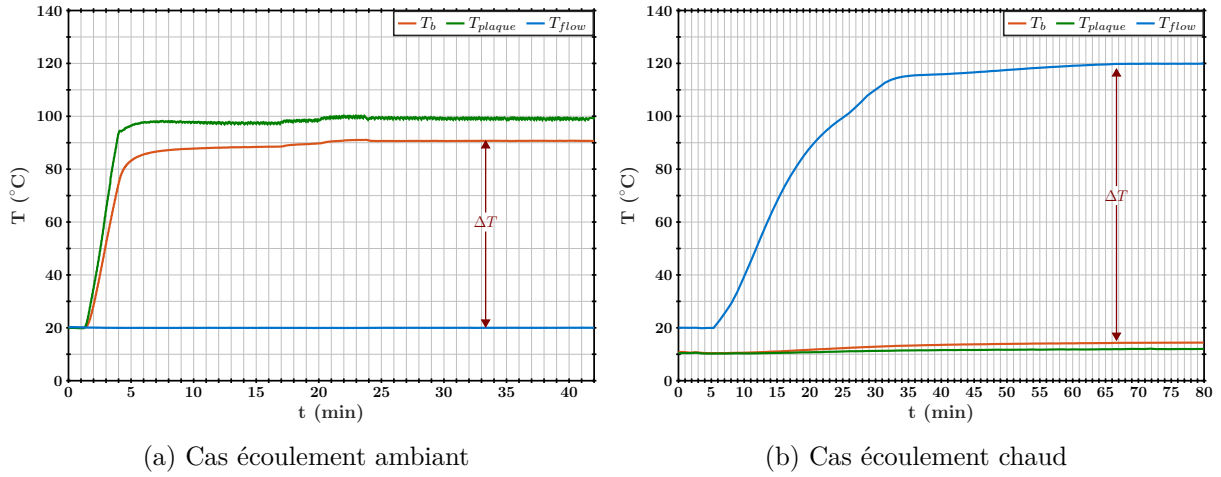 140
120
100
80
60
40
20
0
T (°C)
T_b T_plaque T_flow
ΔT
0 5 10 15 20 25 30 35 40
t (min)
(a) Cas écoulement ambiant
140
120
100
80
60
40
20
0
T (°C)
T_b T_plaque T_flow
ΔT
0 5 10 15 20 25 30 35 40 45 50 55 60 65 70 75 80
t (min)
(b) Cas écoulement chaud